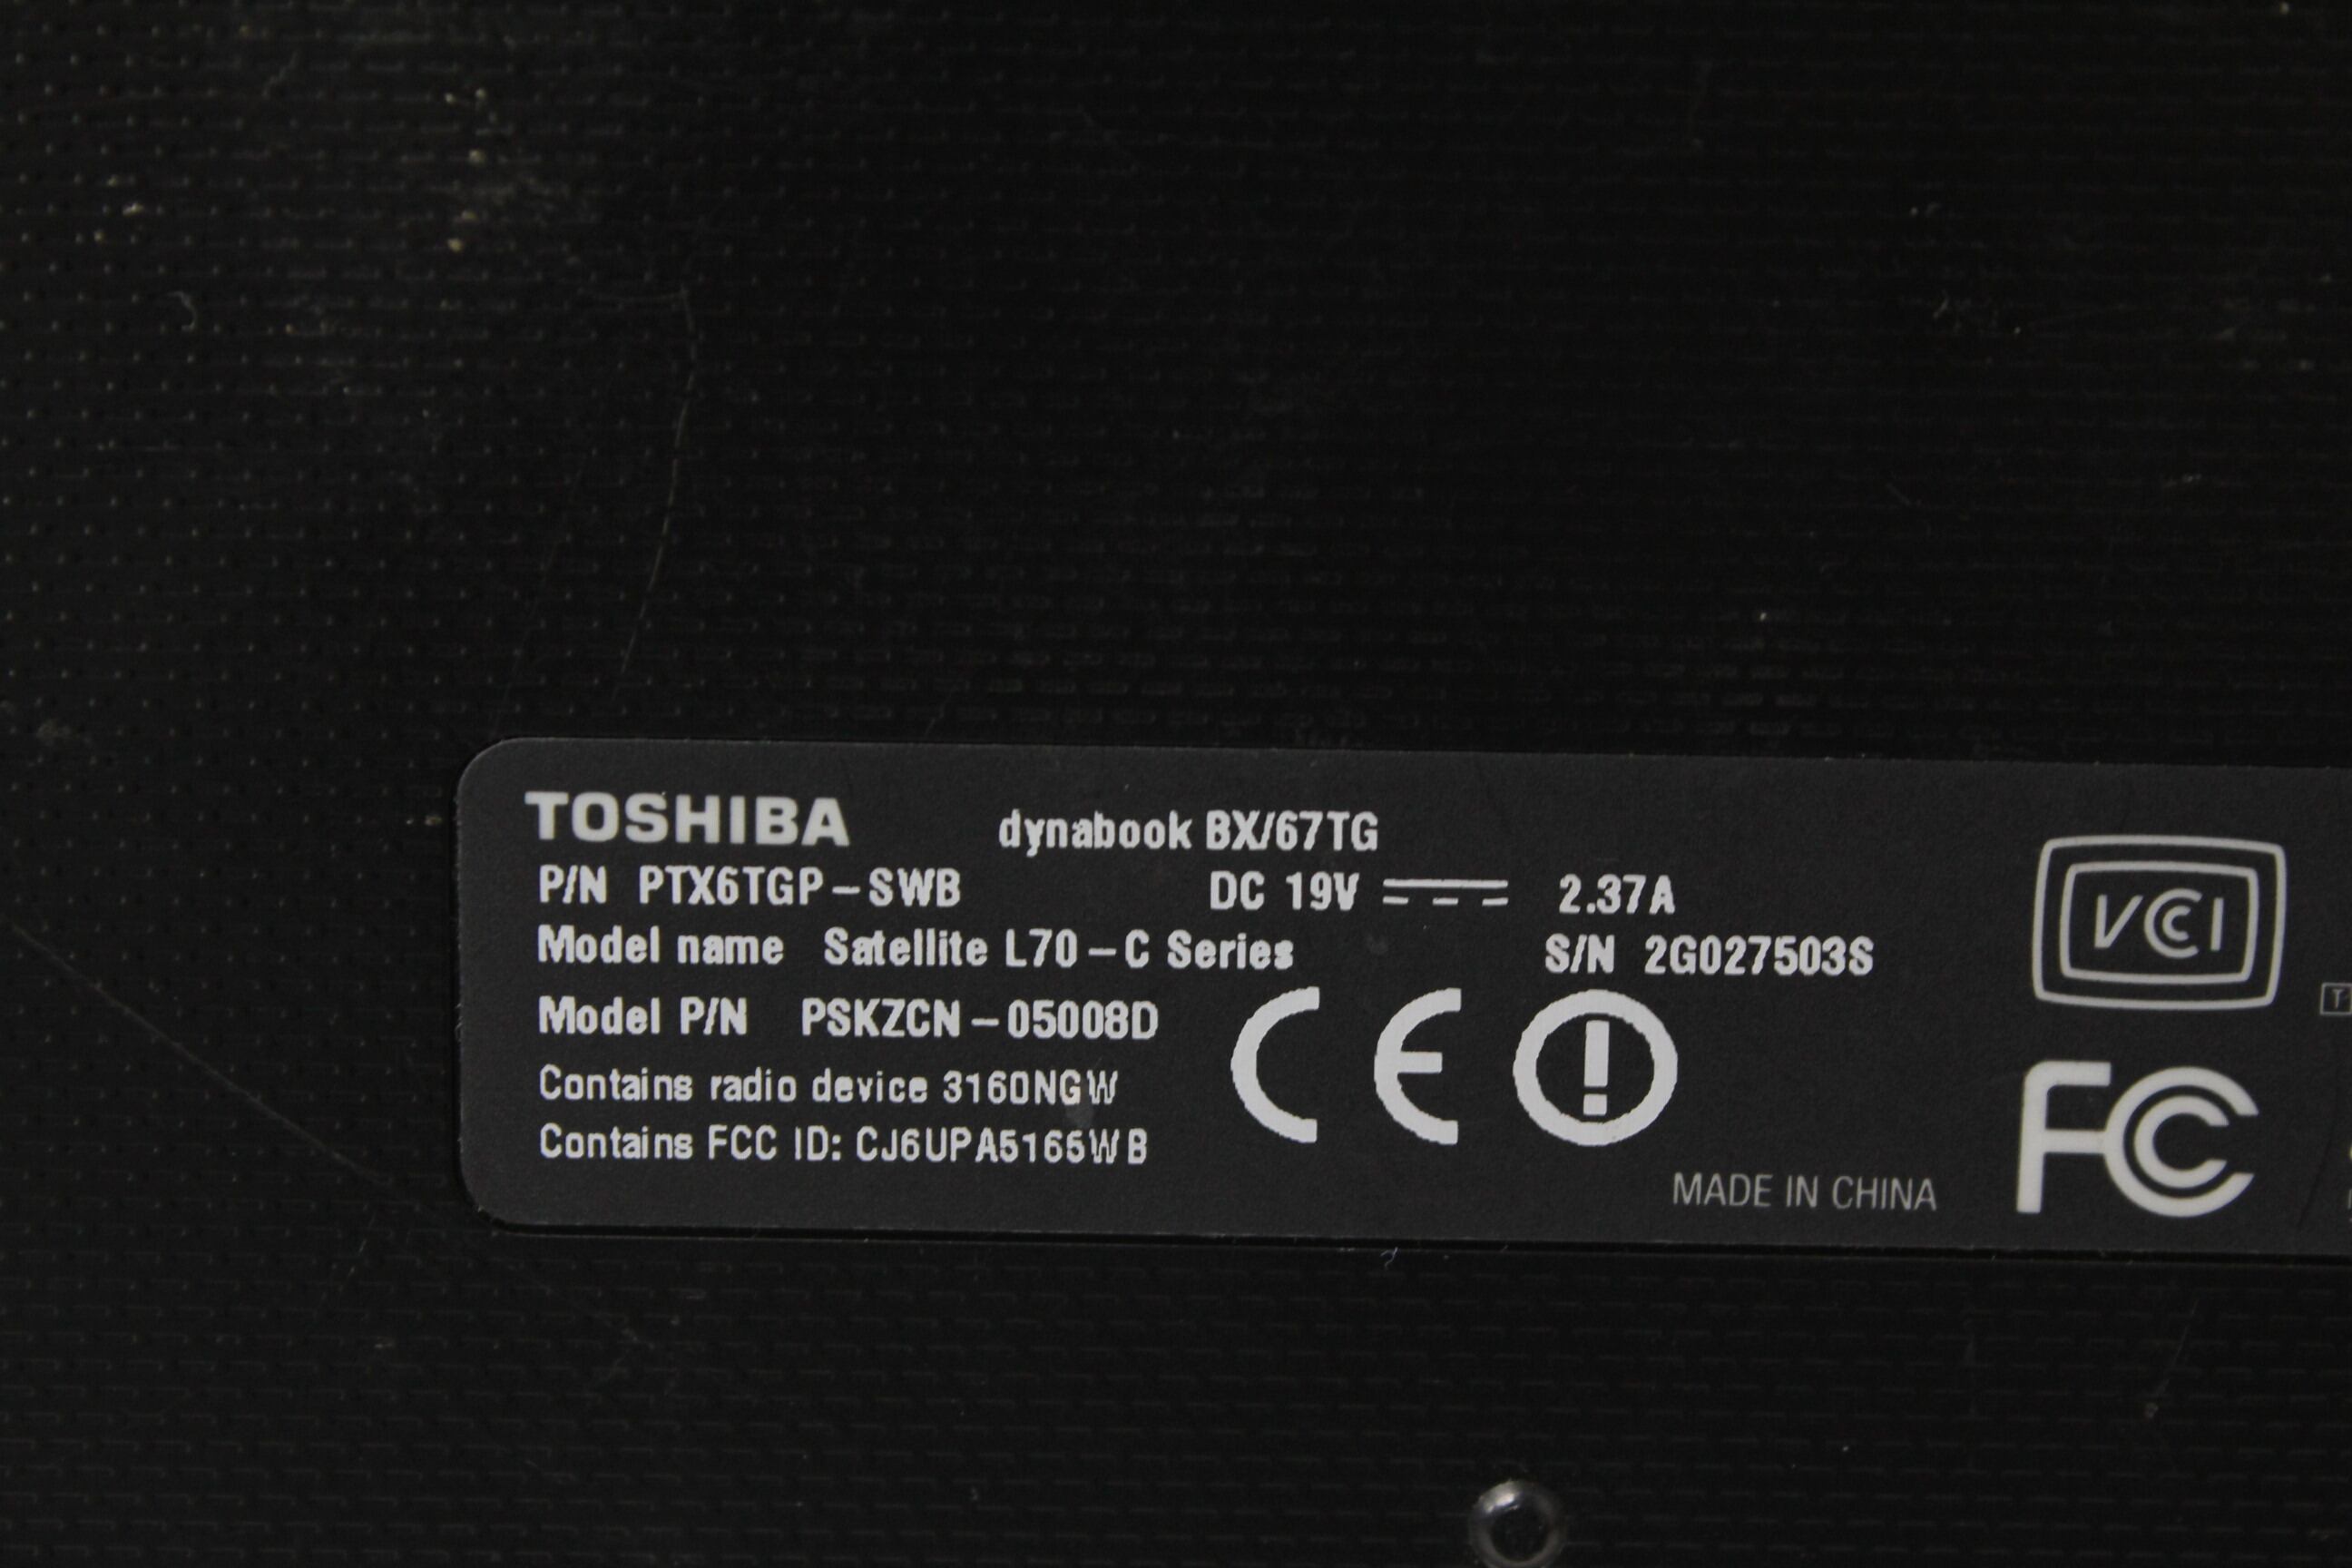 TOSHIBA dynabook BX/67TG
P/N PTX6TGP-SWB DC 19V 2.37A
Model name Satellite L70-C Series S/N 2G027503S
Model P/N PSKZCN-05008D
Contains radio device 3160NGW
Contains FCC ID: CJ6UPA5165WB
CE
MADE IN CHINA
VCCI
FC
T